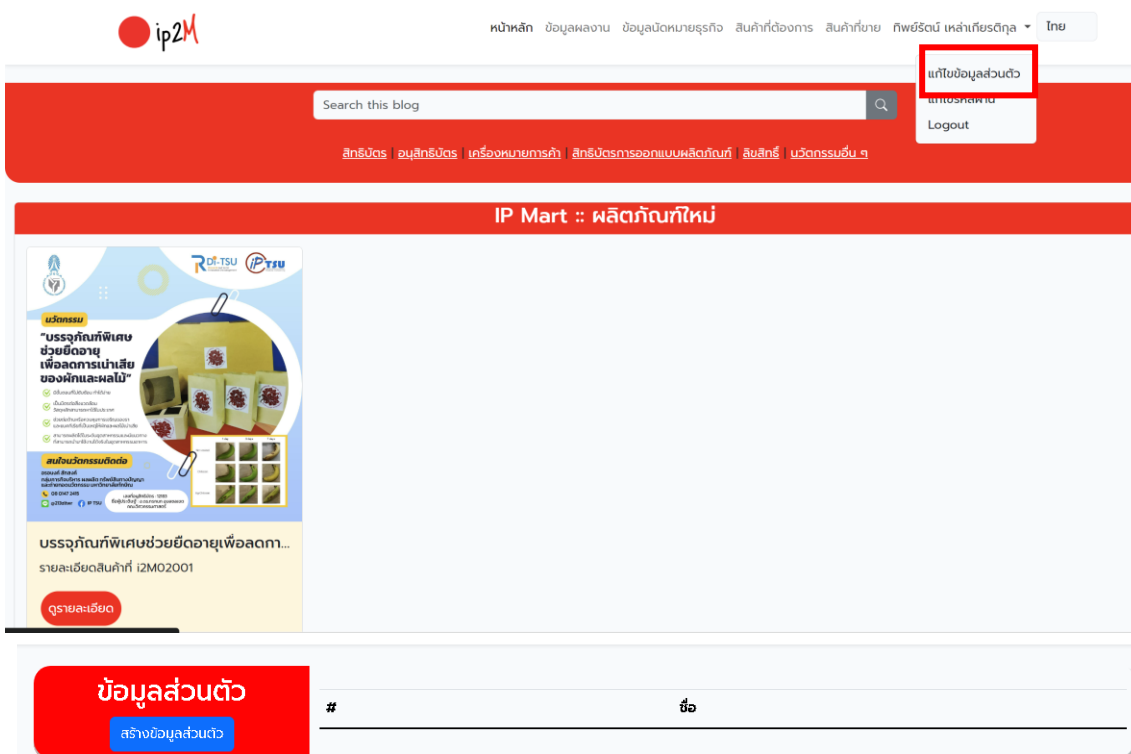 ip2M
หน้าหลัก ข้อมูลผลงาน ข้อมูลนัดหมายธุรกิจ สินค้าที่ต้องการ สินค้าที่ขาย ทิพย์รัตน์ เหล่าเกียรติกุล ไทย
แก้ไขข้อมูลส่วนตัว
แก้ไขรหัสผ่าน
Logout
Search this blog
สิทธิบัตร | อนุสิทธิบัตร | เครื่องหมายการค้า | สิทธิบัตรการออกแบบผลิตภัณฑ์ | ลิขสิทธิ์ | นวัตกรรมอื่น ๆ
IP Mart :: ผลิตภัณฑ์ใหม่
RDi-TSU iP TSU
นวัตกรรม
"บรรจุภัณฑ์พิเศษ
ช่วยยืดอายุ
เพื่อลดการเน่าเสีย
ของผักและผลไม้"
สนใจนวัตกรรมติดต่อ
บรรจุภัณฑ์พิเศษช่วยยืดอายุเพื่อลดกา...
รายละเอียดสินค้าที่ i2M02001
ดูรายละเอียด
ข้อมูลส่วนตัว
สร้างข้อมูลส่วนตัว
# ชื่อ